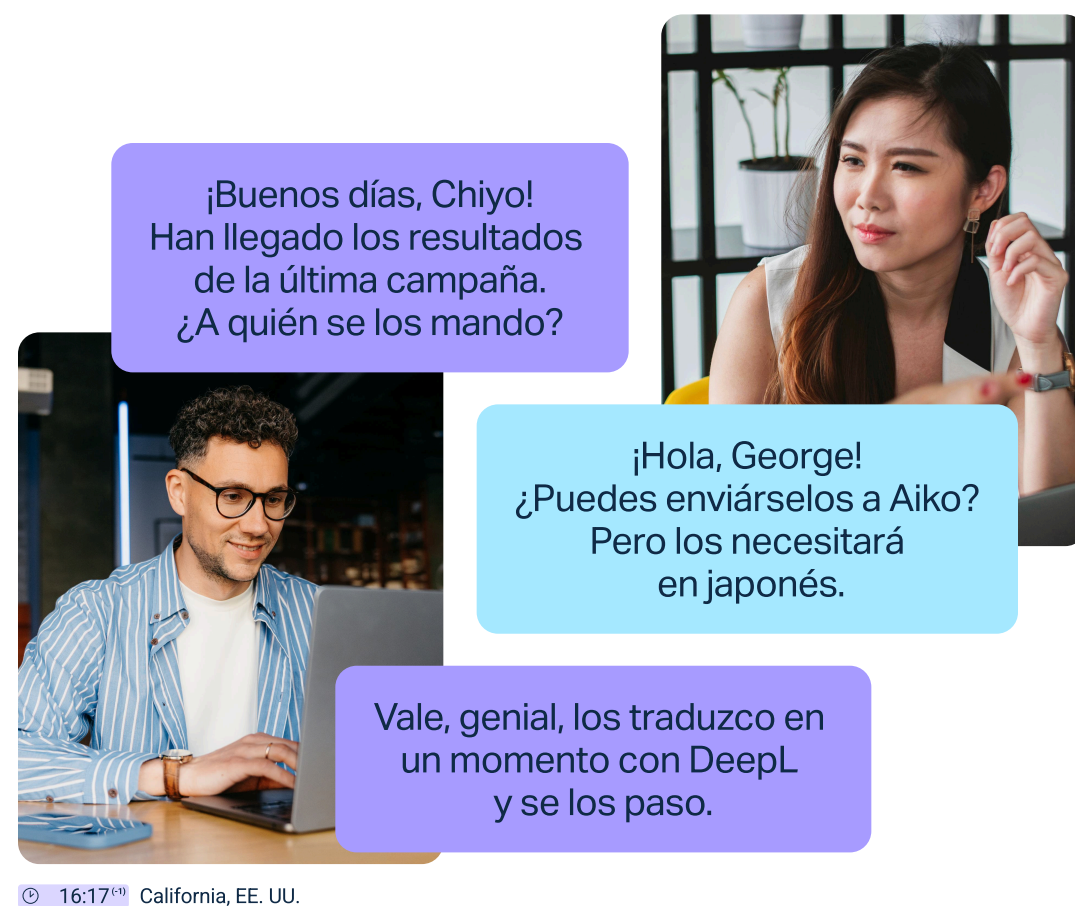 ¡Buenos días, Chiyo!
Han llegado los resultados
de la última campaña.
¿A quién se los mando?
¡Hola, George!
¿Puedes enviárselos a Aiko?
Pero los necesitará
en japonés.
Vale, genial, los traduzco en
un momento con DeepL
y se los paso.
16:17(-1) California, EE. UU.